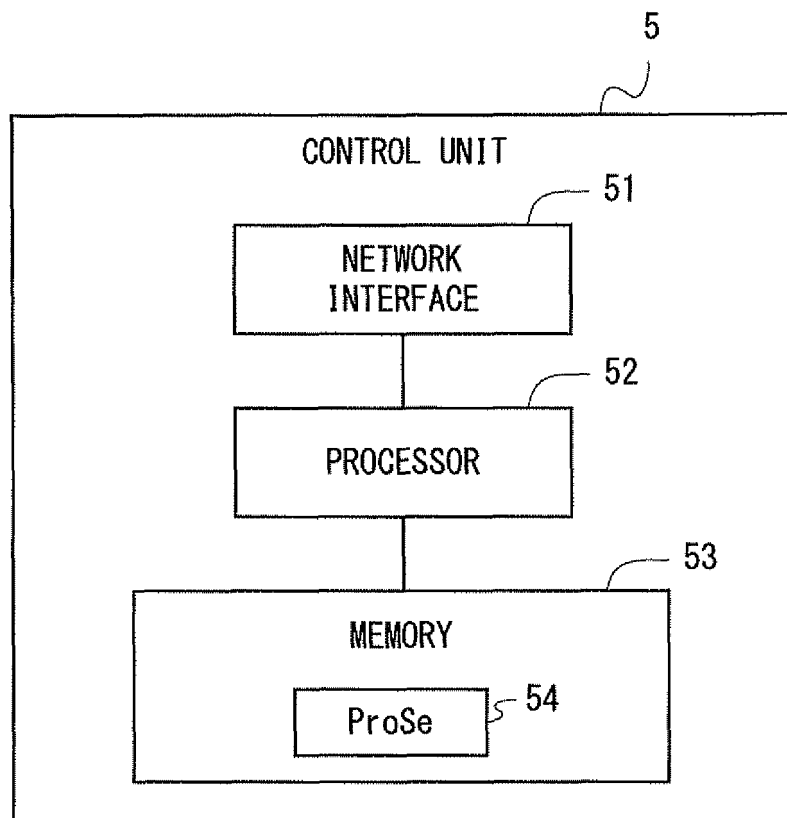 5
CONTROL UNIT
51
NETWORK
INTERFACE
52
PROCESSOR
53
MEMORY
54
ProSe